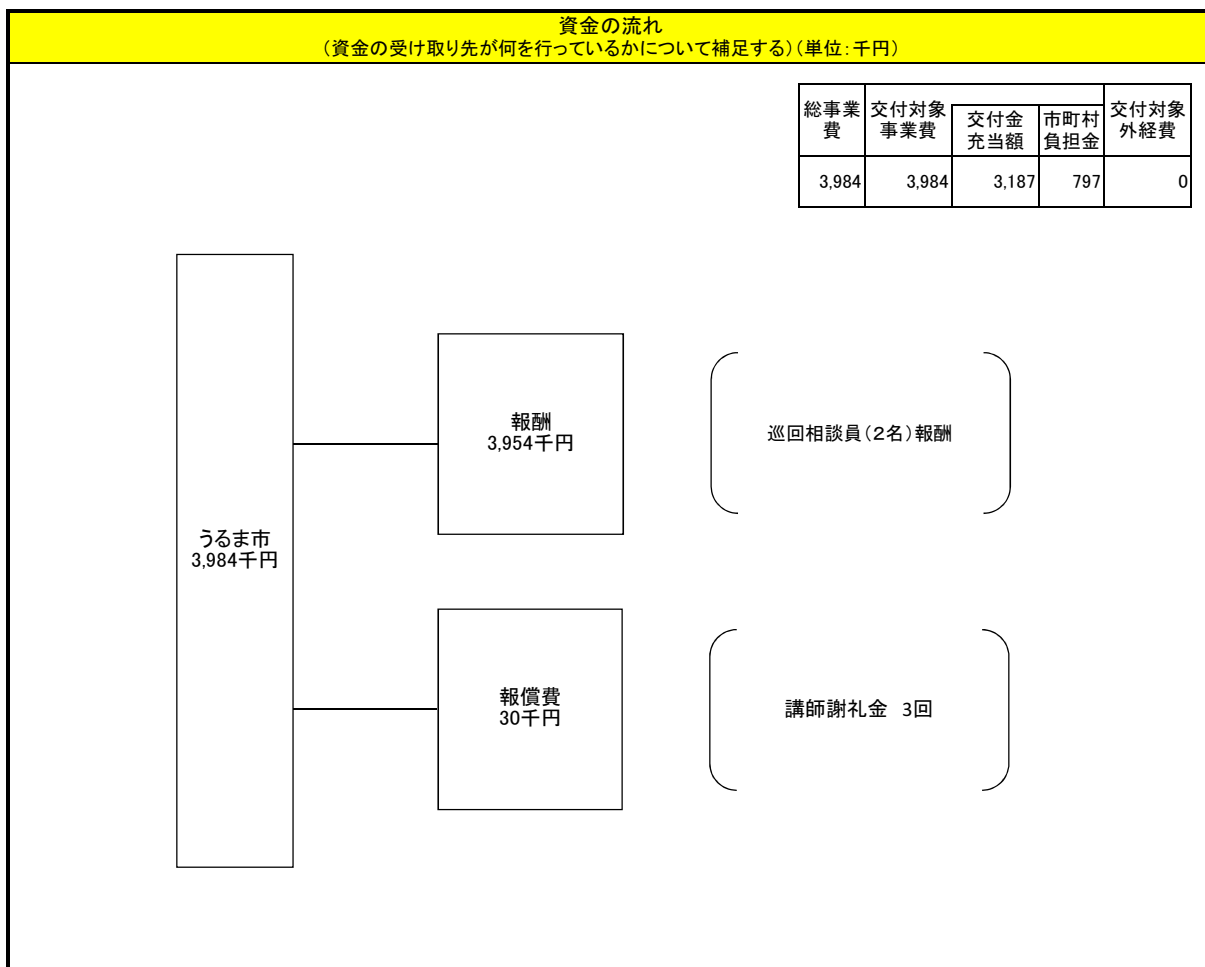 資金の流れ
(資金の受け取り先が何を行っているかについて補足する)(単位:千円)
総事業費 交付対象事業費 交付金充当額 市町村負担金 交付対象外経費
3,984 3,984 3,187 797 0
うるま市
3,984千円
報酬
3,954千円
巡回相談員(2名)報酬
報償費
30千円
講師謝礼金 3回